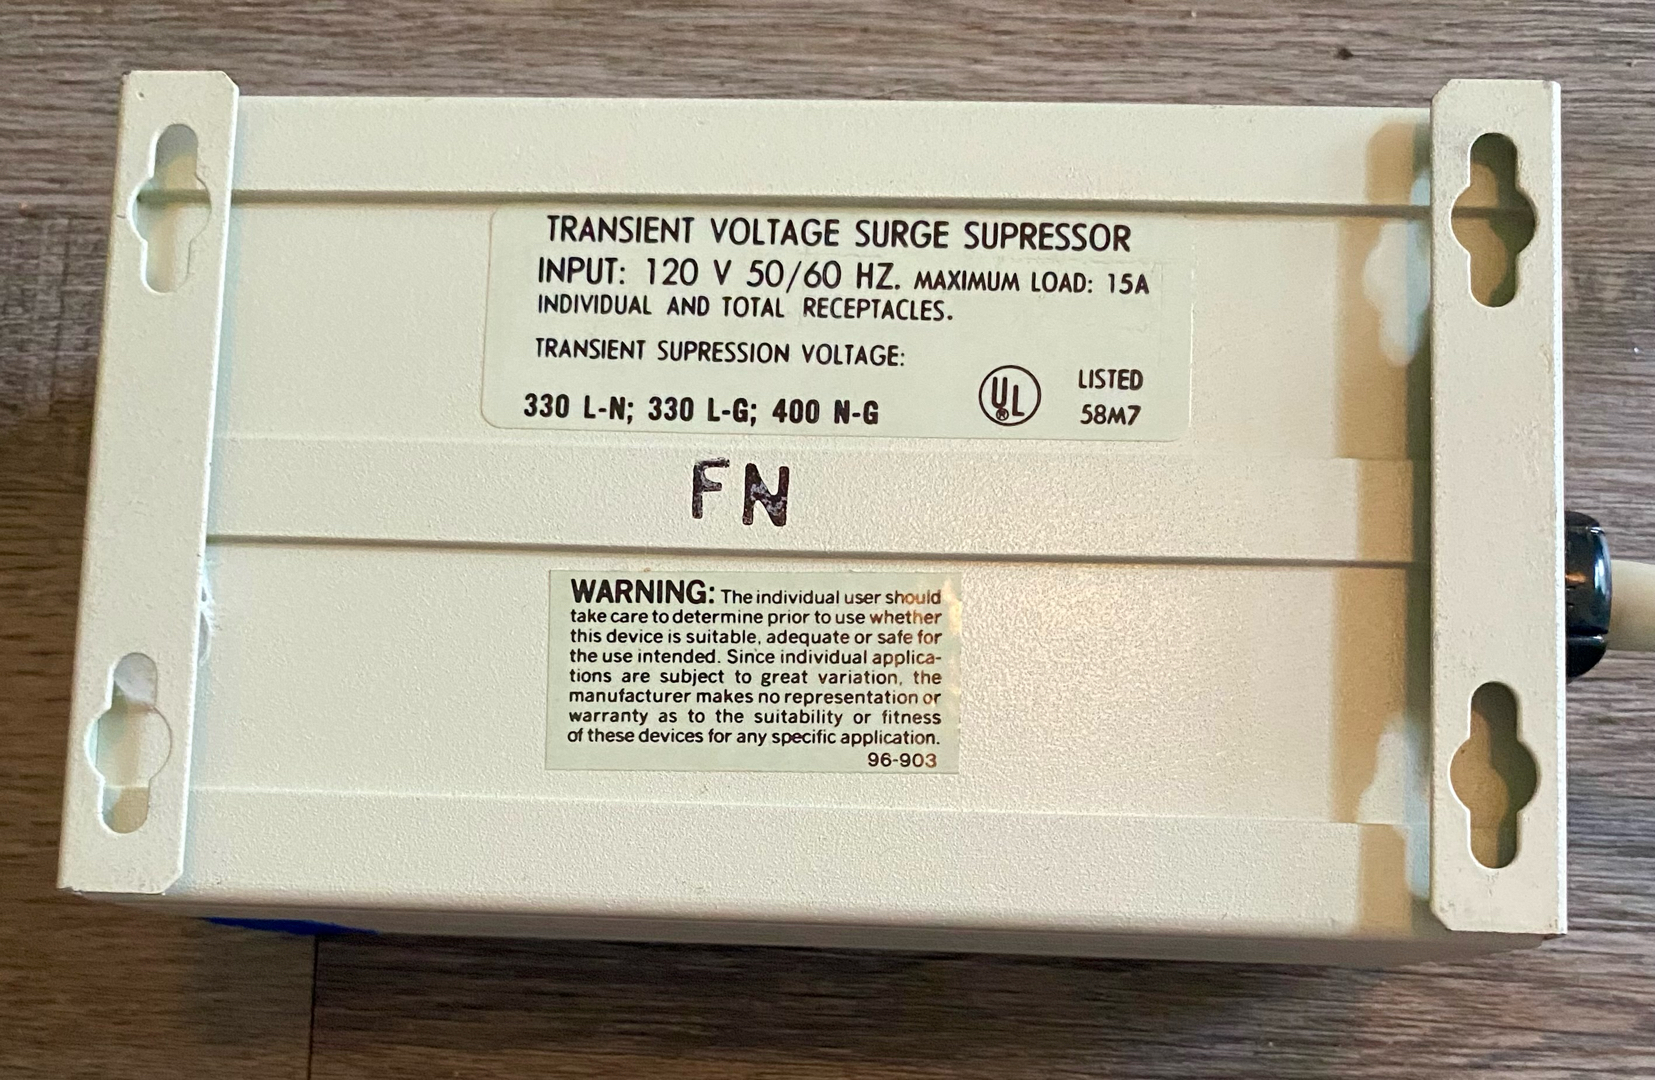 TRANSIENT VOLTAGE SURGE SUPRESSOR
INPUT: 120 V 50/60 HZ. MAXIMUM LOAD: 15A
INDIVIDUAL AND TOTAL RECEPTACLES.
TRANSIENT SUPRESSION VOLTAGE:
330 L-N; 330 L-G; 400 N-G
UL®
LISTED
58M7
FN
WARNING: The individual user should
take care to determine prior to use whether
this device is suitable, adequate or safe for
the use intended. Since individual applica-
tions are subject to great variation, the
manufacturer makes no representation or
warranty as to the suitability or fitness
of these devices for any specific application.
96-903